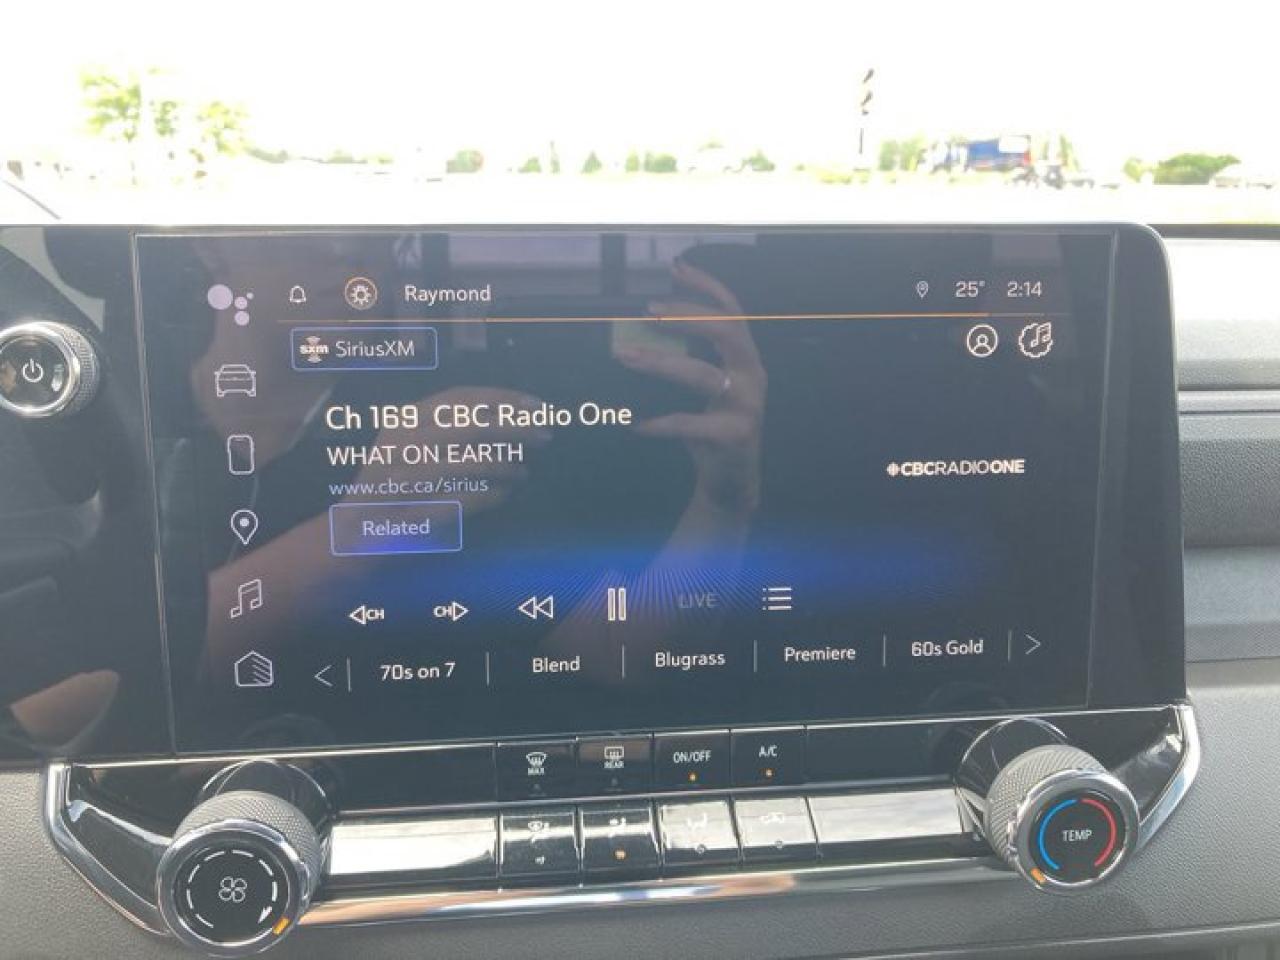 Raymond
25° 2:14
sxm SiriusXM
Ch 169 CBC Radio One
WHAT ON EARTH
www.cbc.ca/sirius
CBCRADIOONE
Related
CH CH LIVE
70s on 7 Blend Blugrass Premiere 60s Gold
MAX REAR ON/OFF A/C
TEMP